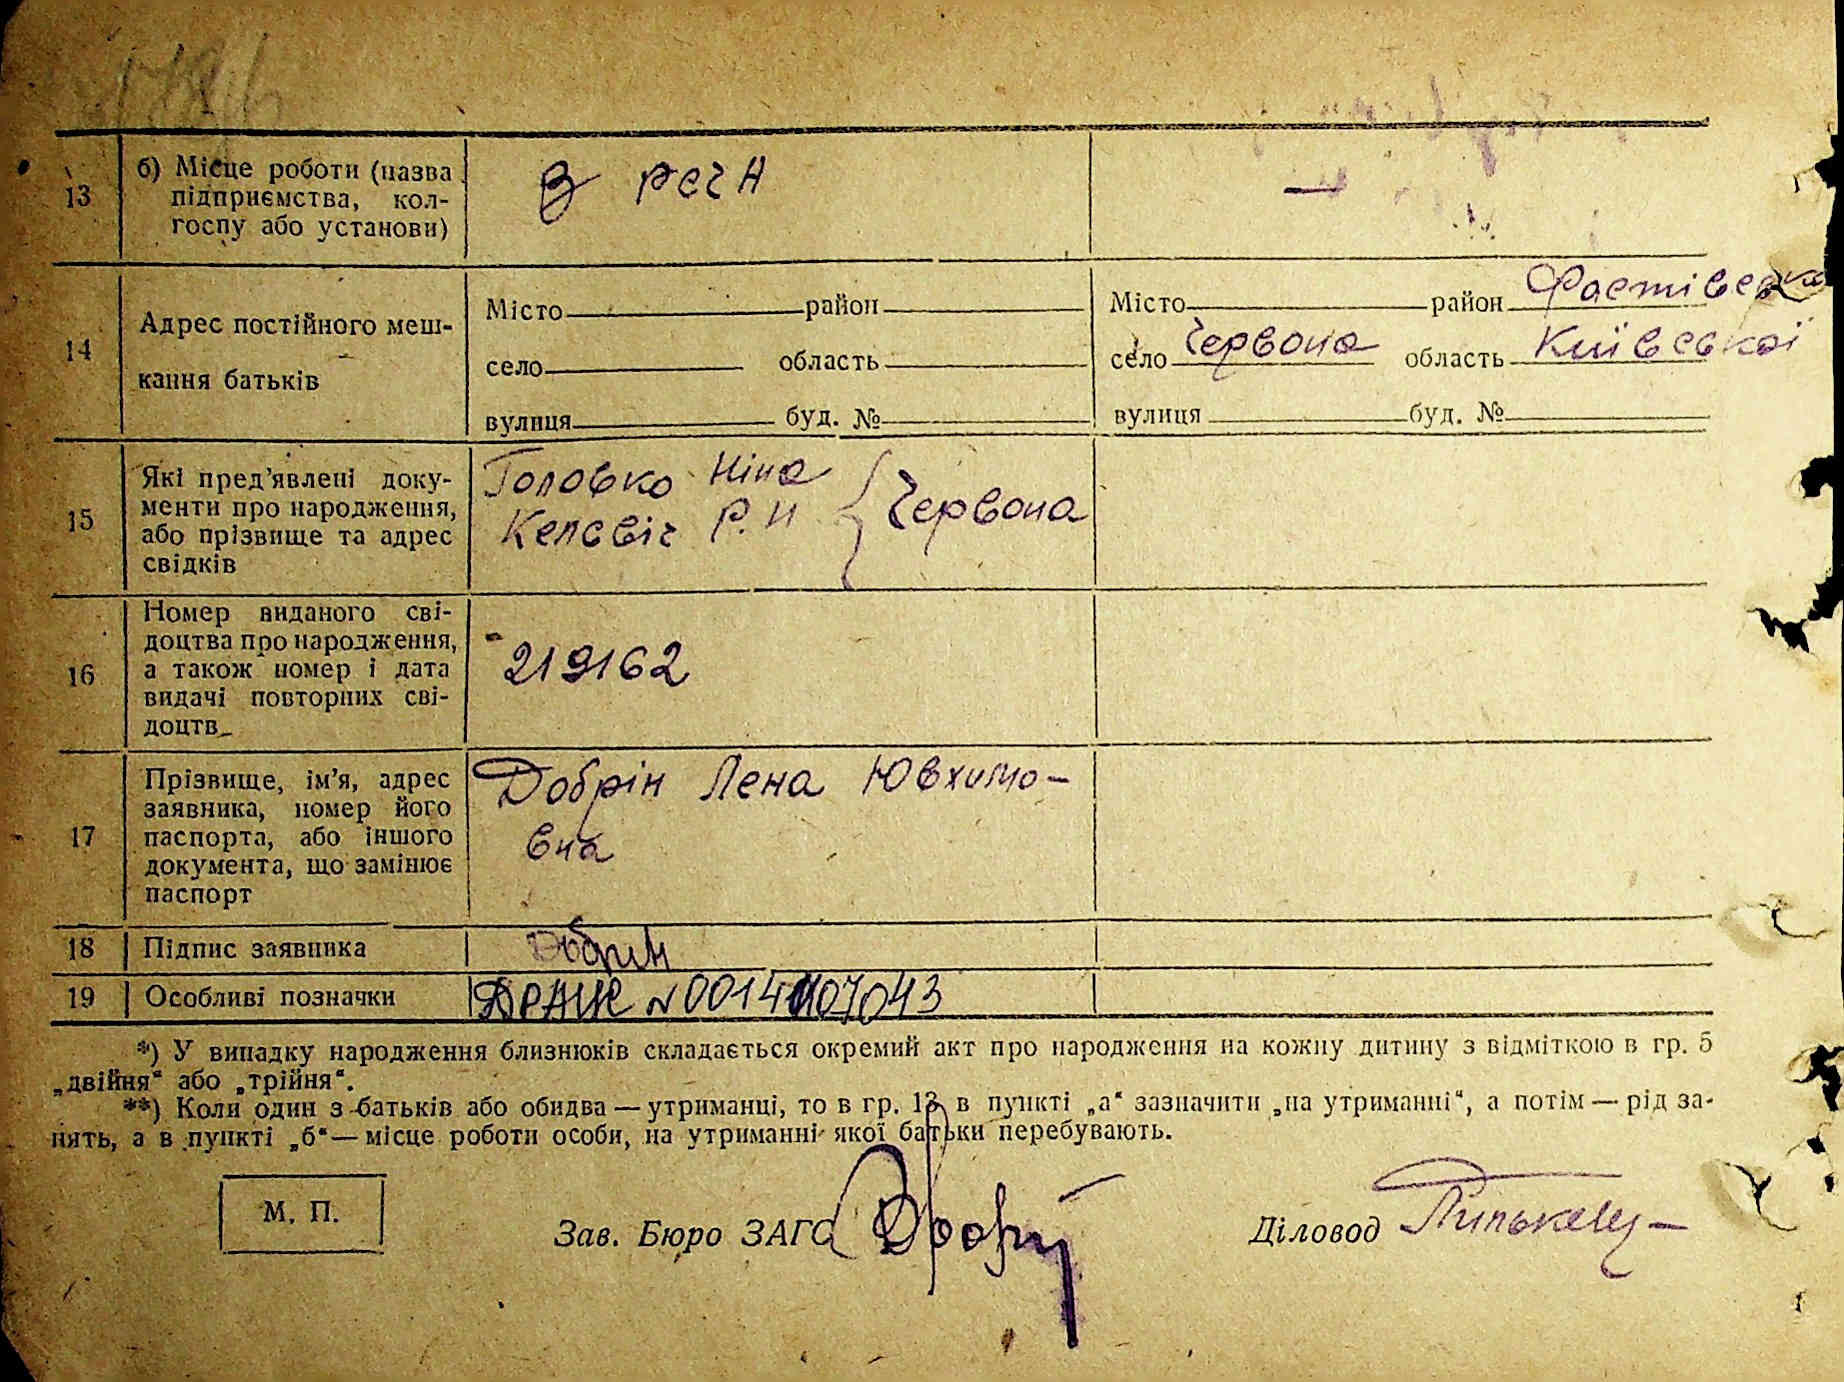 13
б) Місце роботи (назва
підприємства, кол-
госпу або установи)
В РСЧА
—
14
Адрес постійного меш-
кання батьків
Місто район
село область
вулиця буд. №
Місто район Фастівська
село Червона область Київської
вулиця буд. №
15
Які пред’явлені доку-
менти про народження,
або прізвище та адрес
свідків
Головко Ніна
Р. И Червона
16
Номер виданого сві-
доцтва про народження,
а також номер і дата
видачі повторних сві-
доцтв
219162
17
Прізвище, ім’я, адрес
заявника, номер його
паспорта, або іншого
документа, що замінює
паспорт
Добрін Лена Ювхимо-
вна
18 Підпис заявника Добрин
19 Особливі позначки
*) У випадку народження близнюків складається окремий акт про народження на кожну дитину з відміткою в гр. 5
„двійня“ або „трійня“.
**) Коли один з батьків або обидва — утриманці, то в гр. 13 в пункті „а“ зазначити „на утриманні“, а потім — рід за-
нять, а в пункті „б“ — місце роботи особи, на утриманні якої батьки перебувають.
М. П.
Зав. Бюро ЗАГС
Діловод